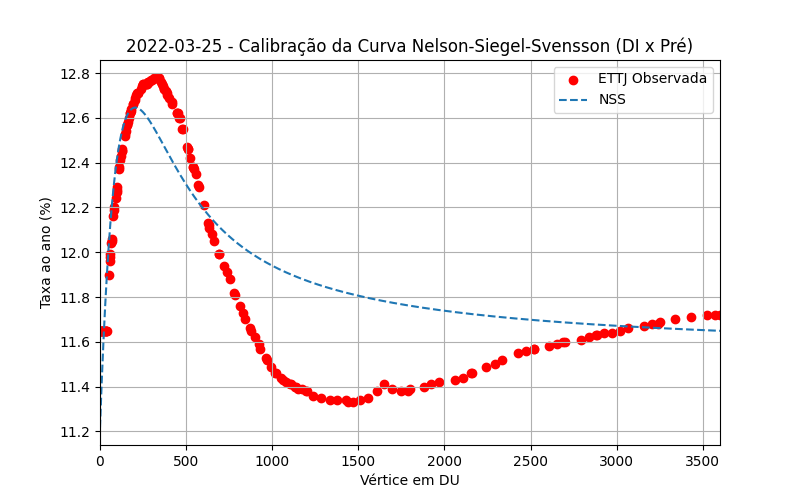 2022-03-25 - Calibração da Curva Nelson-Siegel-Svensson (DI x Pré)
ETTJ Observada
NSS
Taxa ao ano (%)
12.8
12.6
12.4
12.2
12.0
11.8
11.6
11.4
11.2
0 500 1000 1500 2000 2500 3000 3500
Vértice em DU